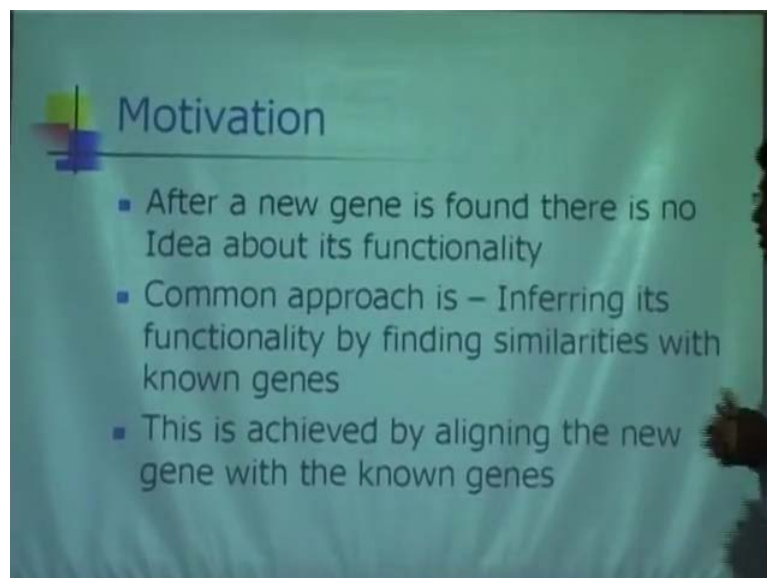 Motivation
After a new gene is found there is no
Idea about its functionality
Common approach is – Inferring its
functionality by finding similarities with
known genes
This is achieved by aligning the new
gene with the known genes